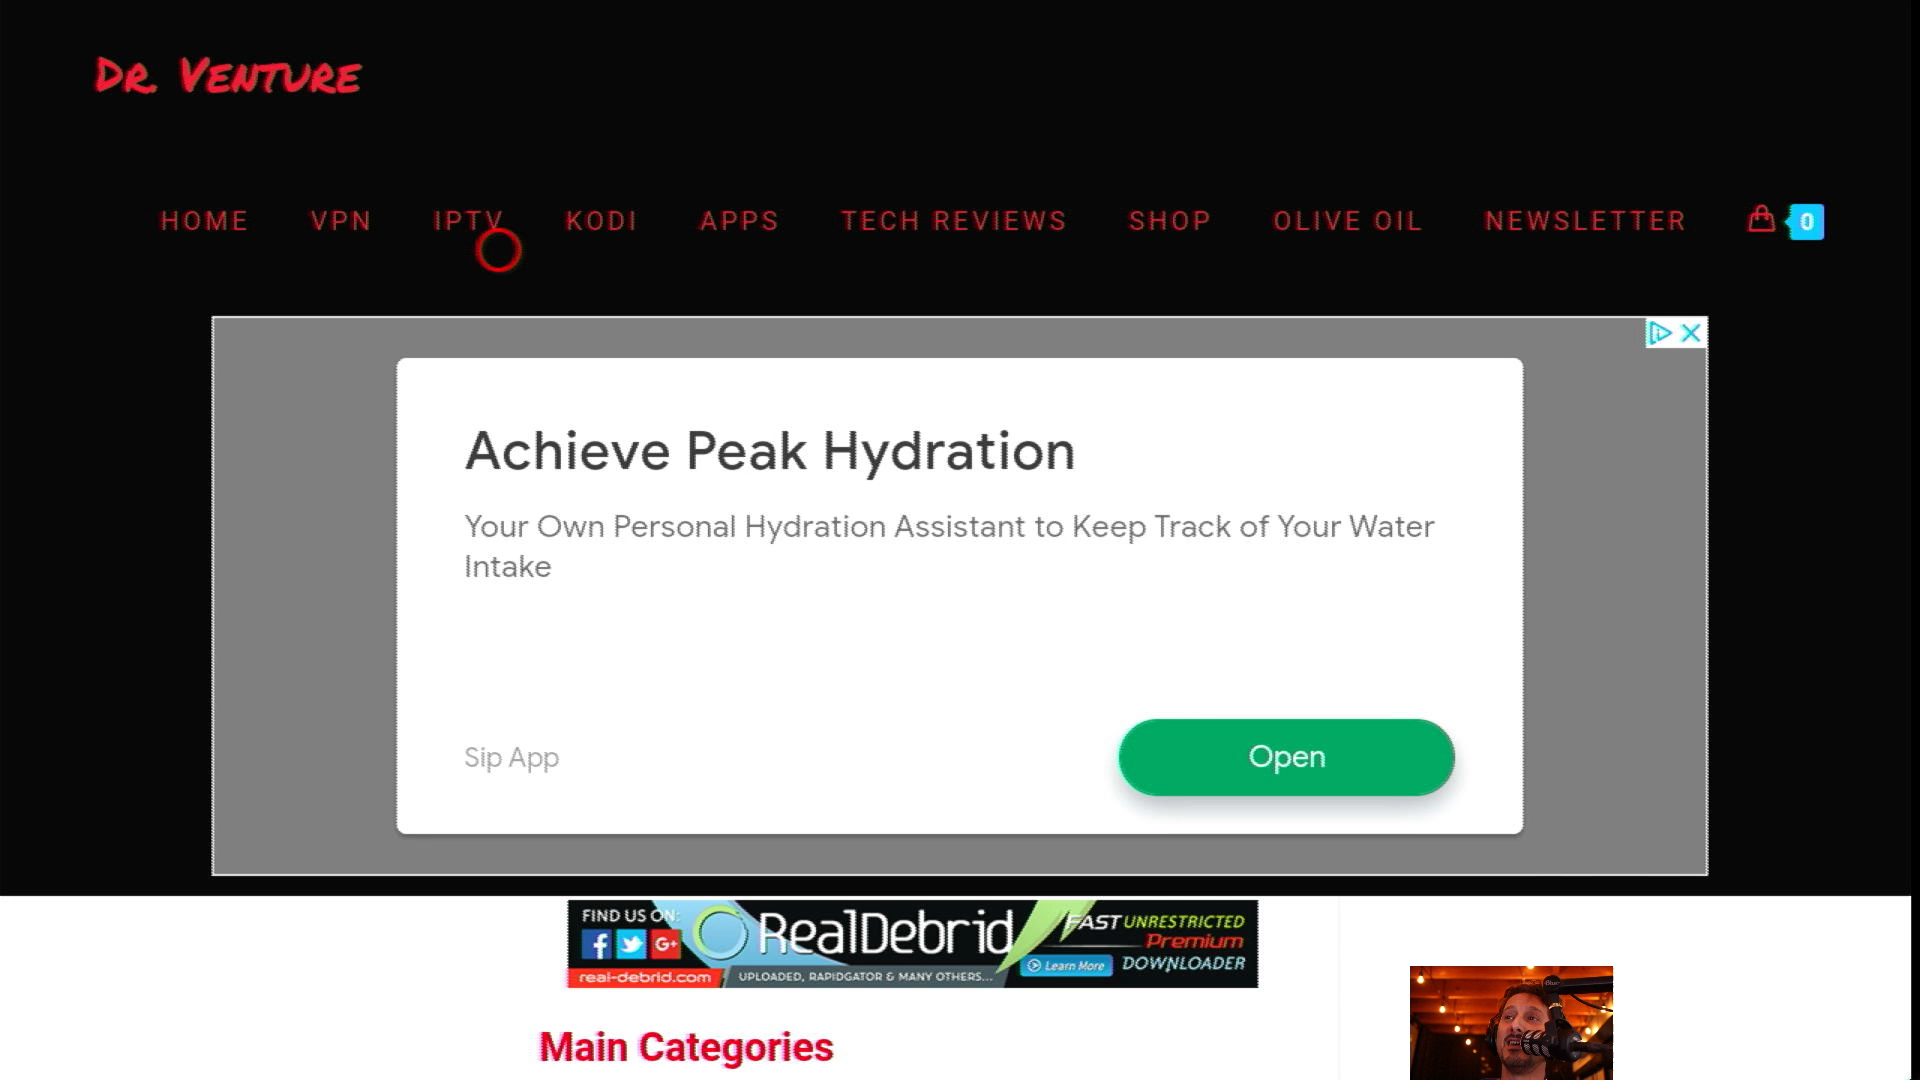 DR. VENTURE
HOME VPN IPTV KODI APPS TECH REVIEWS SHOP OLIVE OIL NEWSLETTER 0
Achieve Peak Hydration
Your Own Personal Hydration Assistant to Keep Track of Your Water
Intake
Sip App
Open
FIND US ON:
RealDebrid
real-debrid.com
UPLOADED, RAPIDGATOR & MANY OTHERS...
FAST UNRESTRICTED
Premium
Learn More
DOWNLOADER
Main Categories